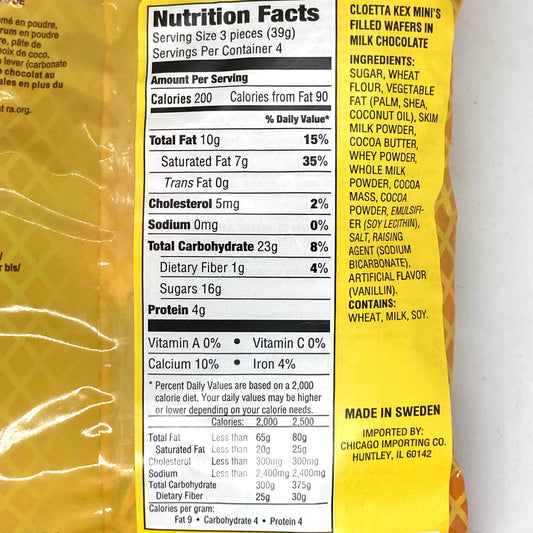 mé en poudre,
rum en poudre
re, pâte de
noix de coco,
à lever (carbonate
e chocolat au
ales en plus du
t ra.org.
r bis/
Nutrition Facts
Serving Size 3 pieces (39g)
Servings Per Container 4
Amount Per Serving
Calories 200 Calories from Fat 90
% Daily Value*
Total Fat 10g 15%
Saturated Fat 7g 35%
Trans Fat 0g
Cholesterol 5mg 2%
Sodium 0mg 0%
Total Carbohydrate 23g 8%
Dietary Fiber 1g 4%
Sugars 16g
Protein 4g
Vitamin A 0% • Vitamin C 0%
Calcium 10% • Iron 4%
* Percent Daily Values are based on a 2,000
calorie diet. Your daily values may be higher
or lower depending on your calorie needs.
Calories: 2,000 2,500
Total Fat Less than 65g 80g
Saturated Fat Less than 20g 25g
Cholesterol Less than 300mg 300mg
Sodium Less than 2,400mg 2,400mg
Total Carbohydrate 300g 375g
Dietary Fiber 25g 30g
Calories per gram:
Fat 9 • Carbohydrate 4 • Protein 4
CLOETTA KEX MINI'S
FILLED WAFERS IN
MILK CHOCOLATE
INGREDIENTS:
SUGAR, WHEAT
FLOUR, VEGETABLE
FAT (PALM, SHEA,
COCONUT OIL), SKIM
MILK POWDER,
COCOA BUTTER,
WHEY POWDER,
WHOLE MILK
POWDER, COCOA
MASS, COCOA
POWDER, EMULSIFI-
ER (SOY LECITHIN),
SALT, RAISING
AGENT (SODIUM
BICARBONATE),
ARTIFICIAL FLAVOR
(VANILLIN).
CONTAINS:
WHEAT, MILK, SOY.
MADE IN SWEDEN
IMPORTED BY:
CHICAGO IMPORTING CO.
HUNTLEY, IL 60142